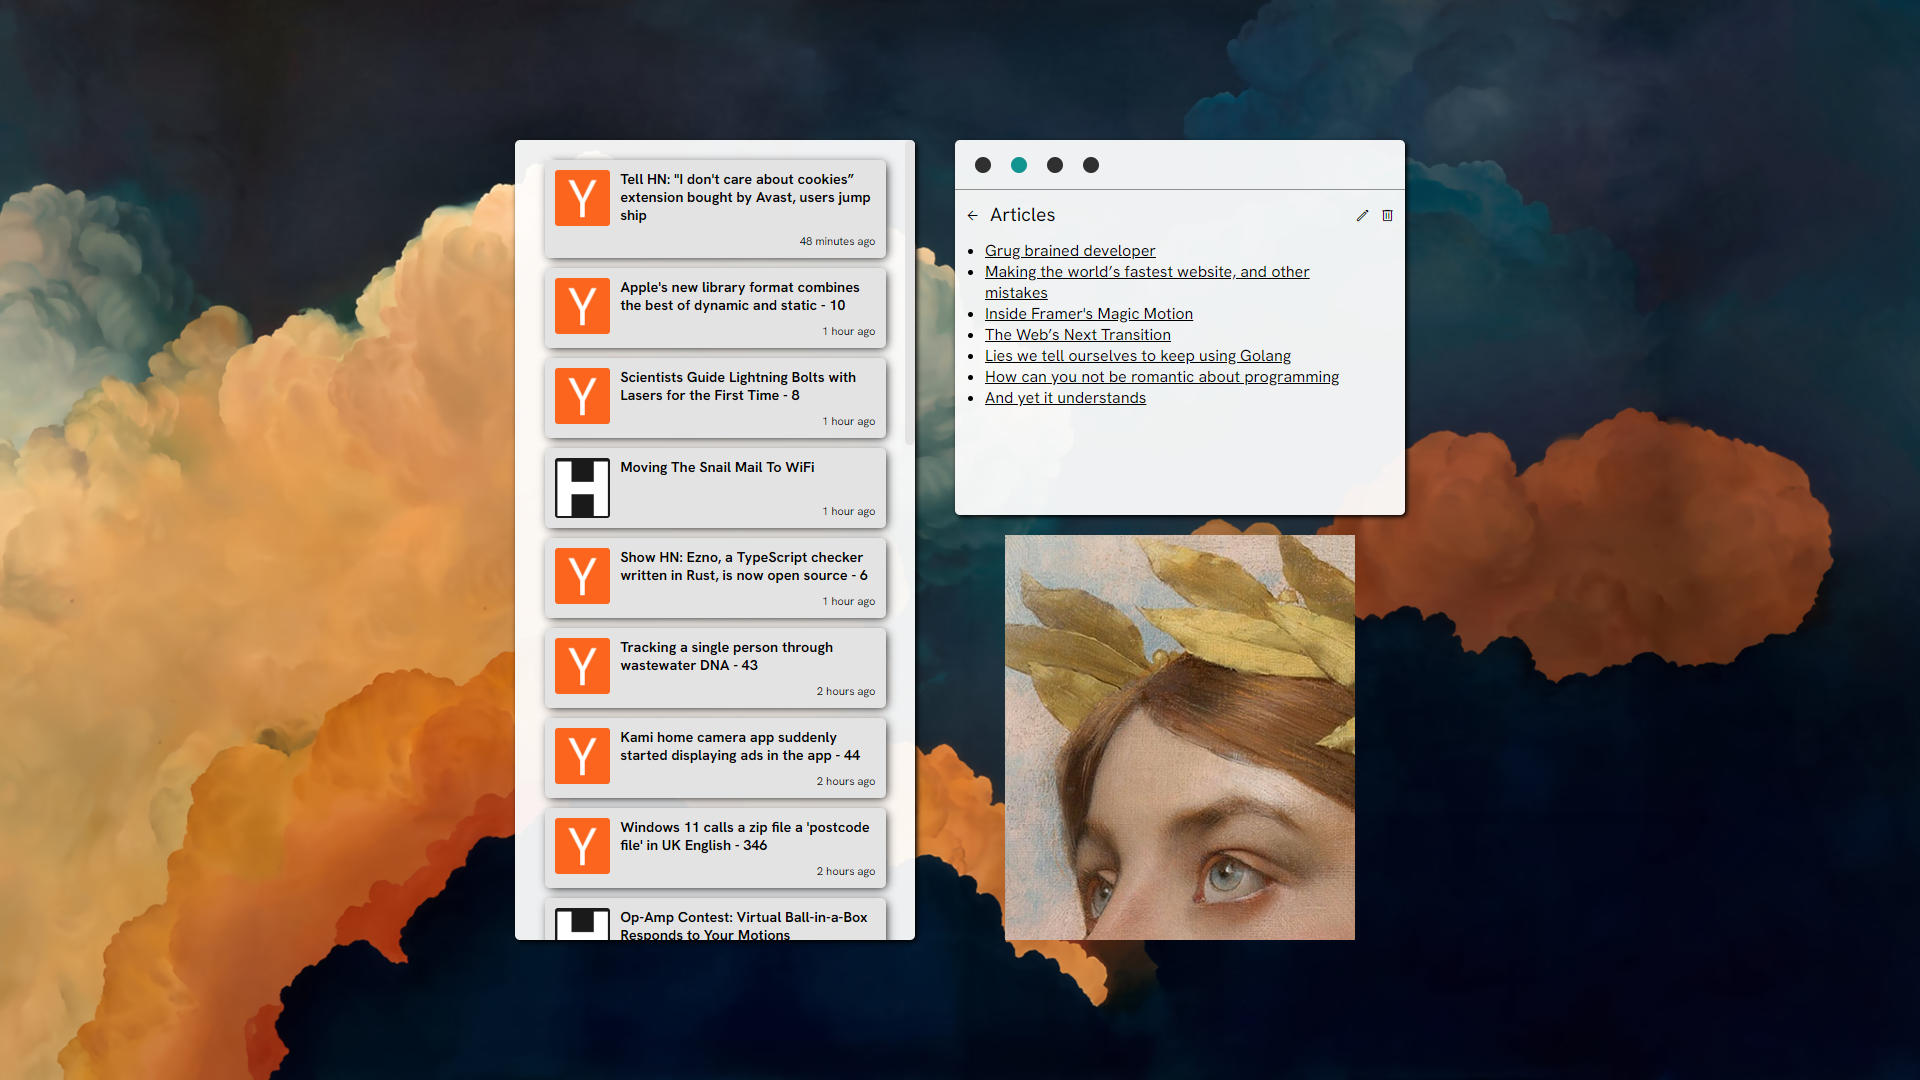 Y
Tell HN: "I don't care about cookies”
extension bought by Avast, users jump
ship
48 minutes ago
Y
Apple's new library format combines
the best of dynamic and static - 10
1 hour ago
Y
Scientists Guide Lightning Bolts with
Lasers for the First Time - 8
1 hour ago
H
Moving The Snail Mail To WiFi
1 hour ago
Y
Show HN: Ezno, a TypeScript checker
written in Rust, is now open source - 6
1 hour ago
Y
Tracking a single person through
wastewater DNA - 43
2 hours ago
Y
Kami home camera app suddenly
started displaying ads in the app - 44
2 hours ago
Y
Windows 11 calls a zip file a 'postcode
file' in UK English - 346
2 hours ago
Op-Amp Contest: Virtual Ball-in-a-Box
Responds to Your Motions
Articles
Grug brained developer
Making the world’s fastest website, and other
mistakes
Inside Framer's Magic Motion
The Web’s Next Transition
Lies we tell ourselves to keep using Golang
How can you not be romantic about programming
And yet it understands